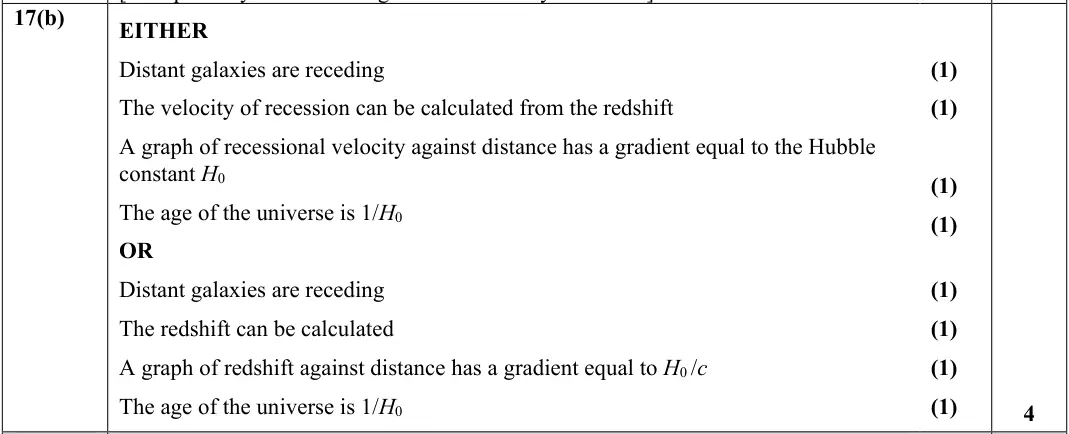 17(b)
EITHER
Distant galaxies are receding (1)
The velocity of recession can be calculated from the redshift (1)
A graph of recessional velocity against distance has a gradient equal to the Hubble
constant H₀ (1)
The age of the universe is 1/H₀ (1)
OR
Distant galaxies are receding (1)
The redshift can be calculated (1)
A graph of redshift against distance has a gradient equal to H₀/c (1)
The age of the universe is 1/H₀ (1) 4